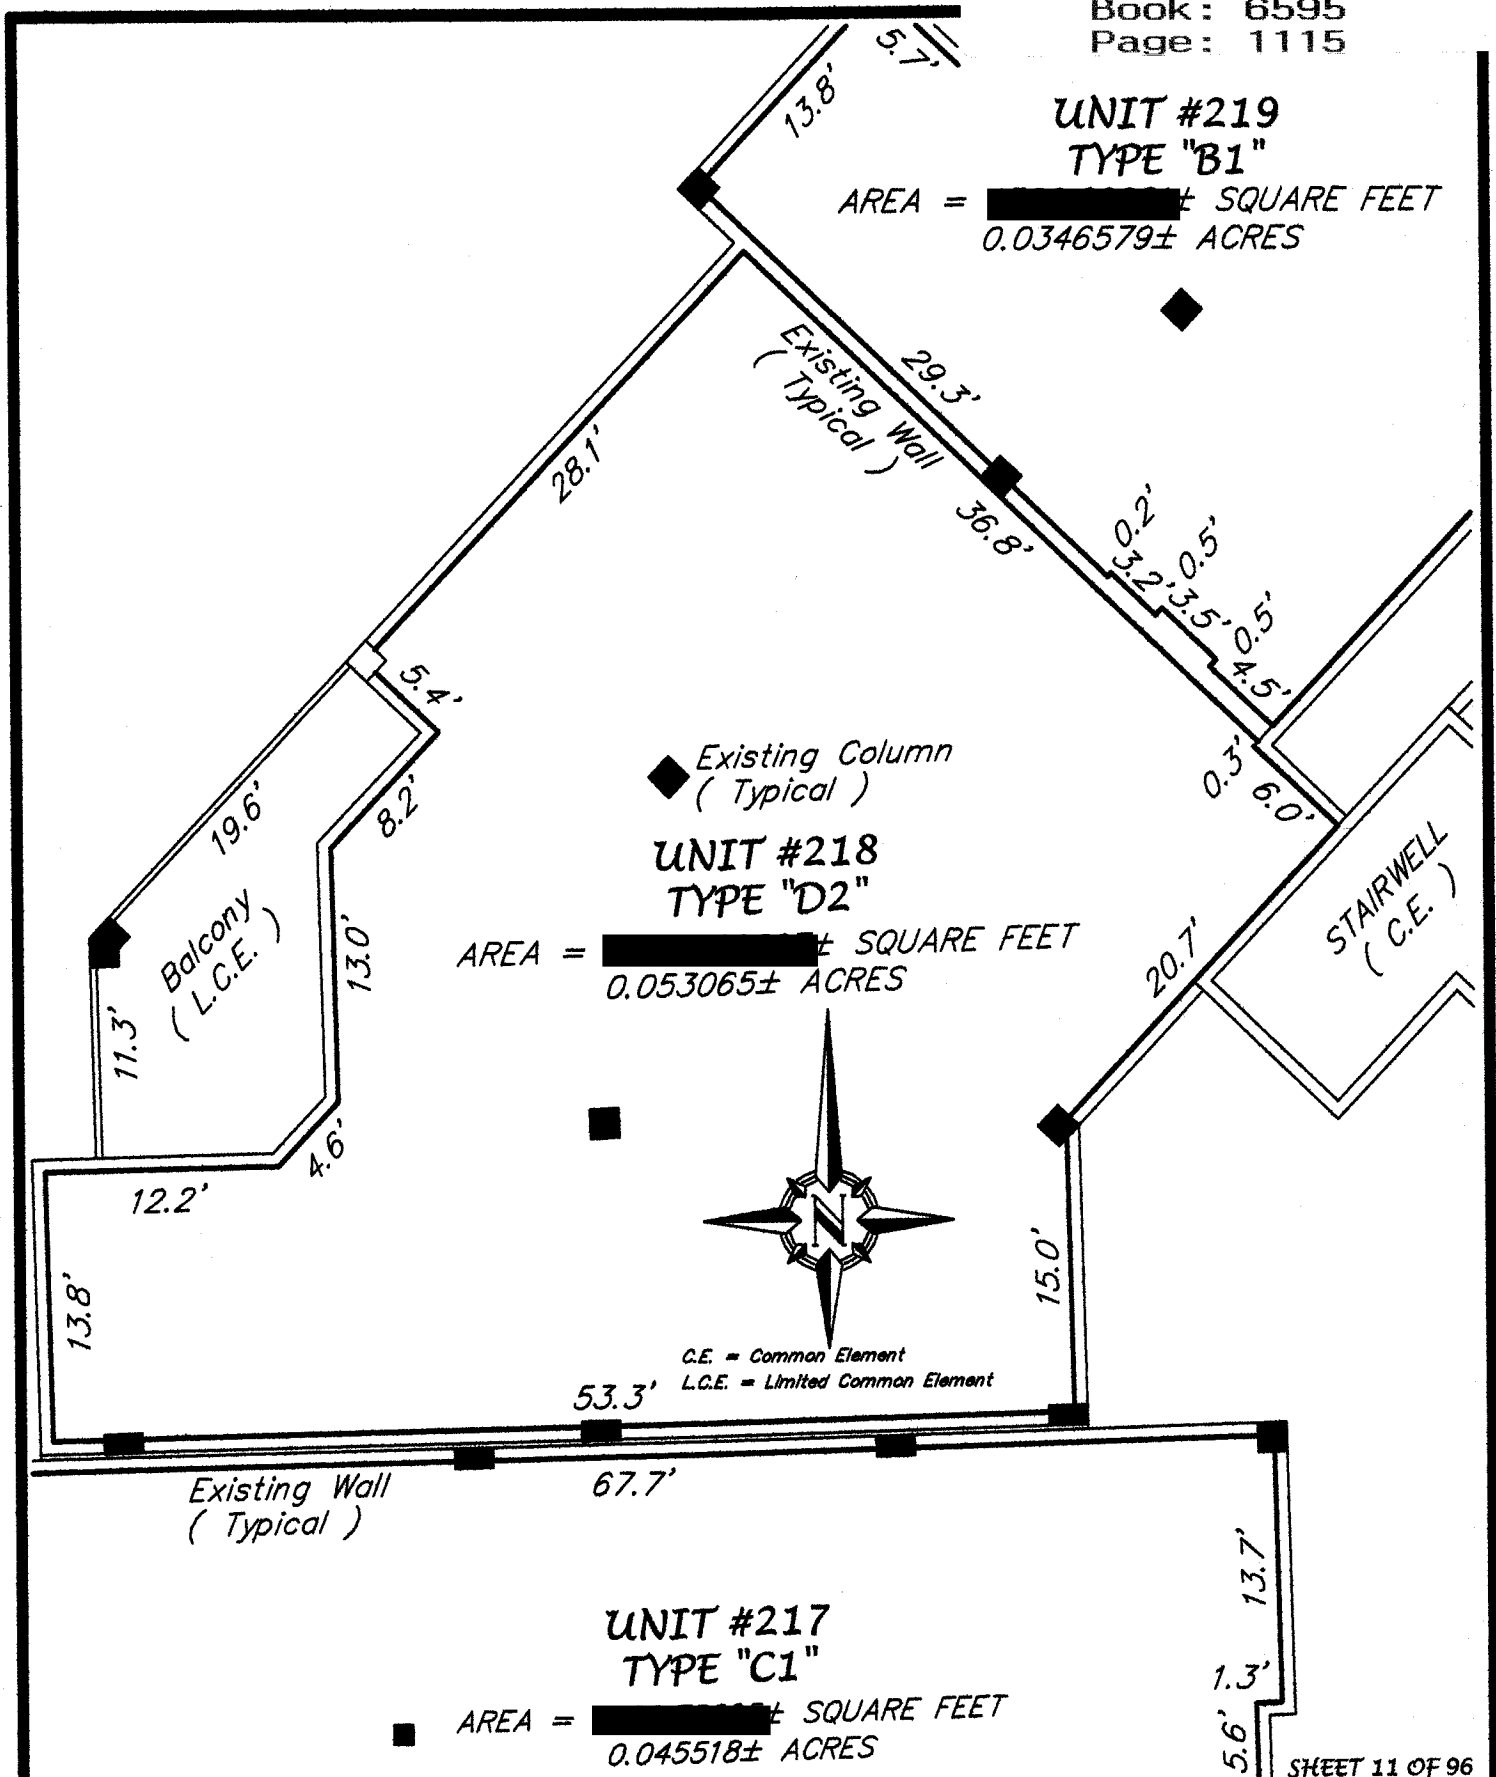 Book: 6595
Page: 1115
5.7'
13.8'
UNIT #219
TYPE "B1"
AREA = ± SQUARE FEET
0.0346579± ACRES
Existing Wall
( Typical )
29.3'
28.1'
36.8'
0.2'
3.2'
0.5'
3.5'
0.5'
4.5'
5.4'
0.3'
6.0'
Existing Column
( Typical )
19.6'
8.2'
UNIT #218
TYPE "D2"
AREA = ± SQUARE FEET
0.053065± ACRES
STAIRWELL
( C.E. )
Balcony
( L.C.E. )
13.0'
20.7'
11.3'
4.6'
12.2'
N
15.0'
13.8'
C.E. = Common Element
L.C.E. = Limited Common Element
53.3'
67.7'
Existing Wall
( Typical )
13.7'
UNIT #217
TYPE "C1"
1.3'
AREA = ± SQUARE FEET
0.045518± ACRES
5.6'
SHEET 11 OF 96